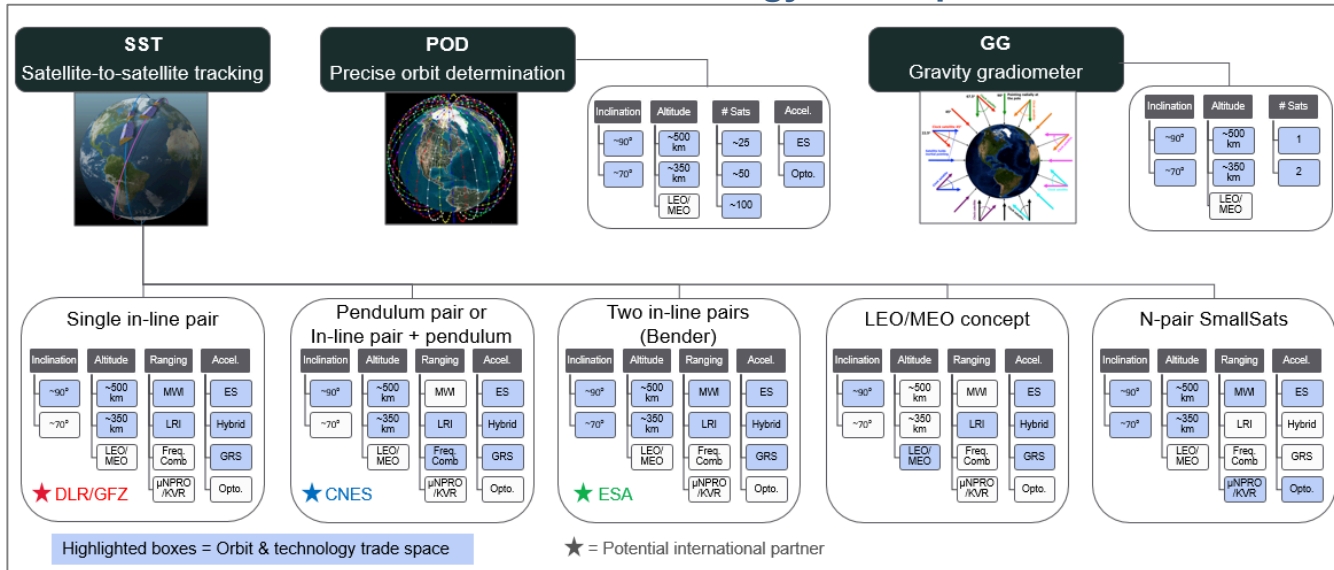 SST
Satellite-to-satellite tracking
POD
Precise orbit determination
GG
Gravity gradiometer
Inclination Altitude # Sats Accel.
~90° ~500 km ~25 ES
~70° ~350 km ~50 Opto.
LEO/MEO ~100
Inclination Altitude # Sats
~90° ~500 km 1
~70° ~350 km 2
LEO/MEO
Single in-line pair
Inclination Altitude Ranging Accel.
~90° ~500 km MWI ES
~70° ~350 km LRI Hybrid
LEO/MEO Freq. Comb GRS
µNPRO/KVR Opto.
★ DLR/GFZ
Pendulum pair or
In-line pair + pendulum
Inclination Altitude Ranging Accel.
~90° ~500 km MWI ES
~70° ~350 km LRI Hybrid
LEO/MEO Freq. Comb GRS
µNPRO/KVR Opto.
★ CNES
Two in-line pairs
(Bender)
Inclination Altitude Ranging Accel.
~90° ~500 km MWI ES
~70° ~350 km LRI Hybrid
LEO/MEO Freq. Comb GRS
µNPRO/KVR Opto.
★ ESA
LEO/MEO concept
Inclination Altitude Ranging Accel.
~90° ~500 km MWI ES
~70° ~350 km LRI Hybrid
LEO/MEO Freq. Comb GRS
µNPRO/KVR Opto.
N-pair SmallSats
Inclination Altitude Ranging Accel.
~90° ~500 km MWI ES
~70° ~350 km LRI Hybrid
LEO/MEO Freq. Comb GRS
µNPRO/KVR Opto.
Highlighted boxes = Orbit & technology trade space
★ = Potential international partner